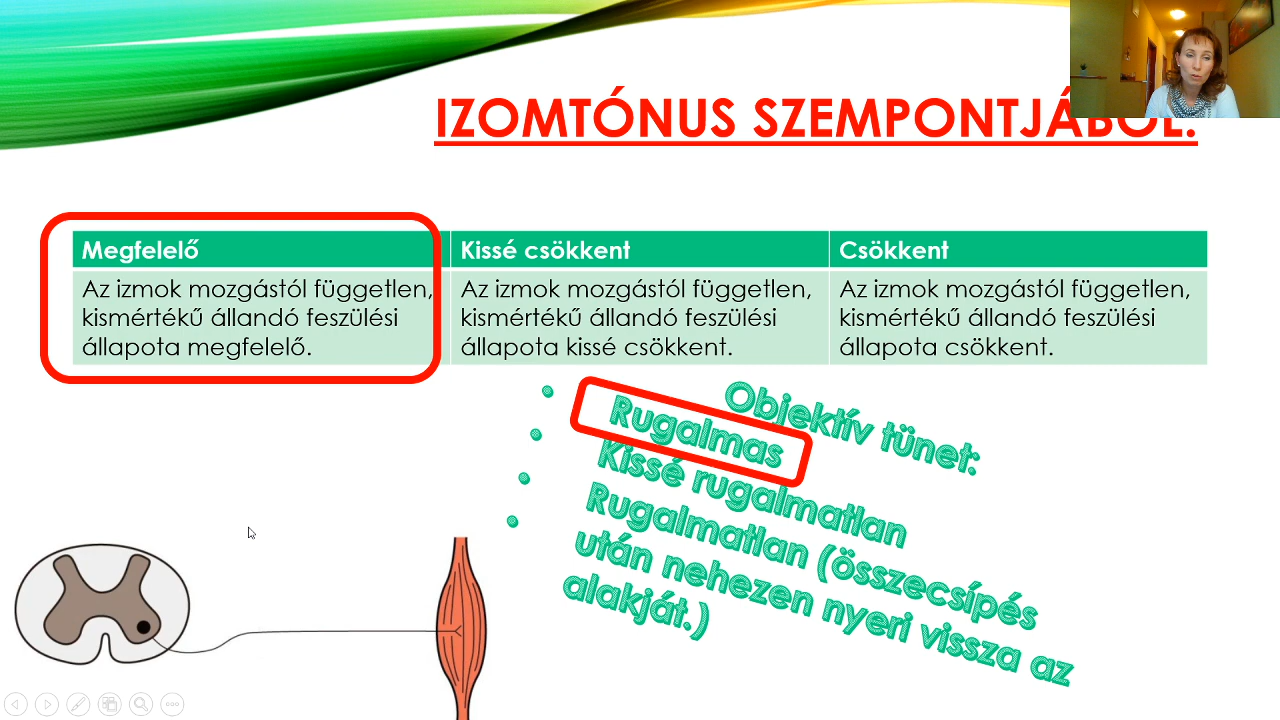 IZOMTÓNUS SZEMPONTJÁBÓL:
Megfelelő
Az izmok mozgástól független,
kismértékű állandó feszülési
állapota megfelelő.
Kissé csökkent
Az izmok mozgástól független,
kismértékű állandó feszülési
állapota kissé csökkent.
Csökkent
Az izmok mozgástól független,
kismértékű állandó feszülési
állapota csökkent.
Objektív tünet:
Rugalmas
Kissé rugalmatlan
Rugalmatlan (összecsípés
után nehezen nyeri vissza az
alakját.)